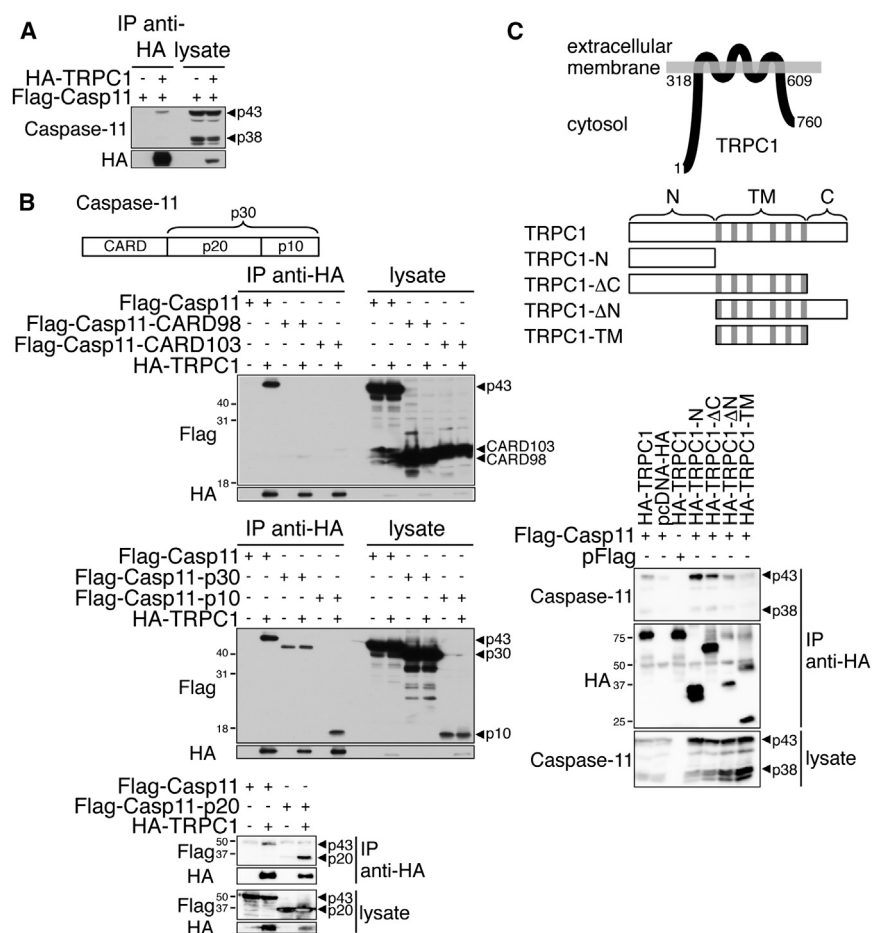 A
IP anti-
HA lysate
HA-TRPC1 - + - +
Flag-Casp11 + + + +
Caspase-11
p43
p38
HA
B
Caspase-11
p30
CARD p20 p10
IP anti-HA lysate
Flag-Casp11 + + - - - - + + - - - -
Flag-Casp11-CARD98 - - + + - - - - + + - -
Flag-Casp11-CARD103 - - - - + + - - - - + +
HA-TRPC1 - + - + - + - + - + - +
Flag
40
31
18
p43
CARD103
CARD98
HA
IP anti-HA lysate
Flag-Casp11 + + - - - - + + - - - -
Flag-Casp11-p30 - - + + - - - - + + - -
Flag-Casp11-p10 - - - - + + - - - - + +
HA-TRPC1 - + - + - + - + - + - +
Flag
40
31
18
p43
p30
p10
HA
Flag-Casp11 + + - -
Flag-Casp11-p20 - - + +
HA-TRPC1 - + - +
Flag
50
37
p43
p20
HA
IP
anti-HA
Flag
50
37
p43
p20
HA
lysate
C
extracellular
membrane
318
609
cytosol
760
1
TRPC1
N TM C
TRPC1
TRPC1-N
TRPC1-ΔC
TRPC1-ΔN
TRPC1-TM
HA-TRPC1
pcDNA-HA
HA-TRPC1
HA-TRPC1-N
HA-TRPC1-ΔC
HA-TRPC1-ΔN
HA-TRPC1-TM
Flag-Casp11 + + - + + + +
pFlag - - + - - - -
Caspase-11
p43
p38
HA
75
50
37
25
IP
anti-HA
Caspase-11
p43
p38
lysate